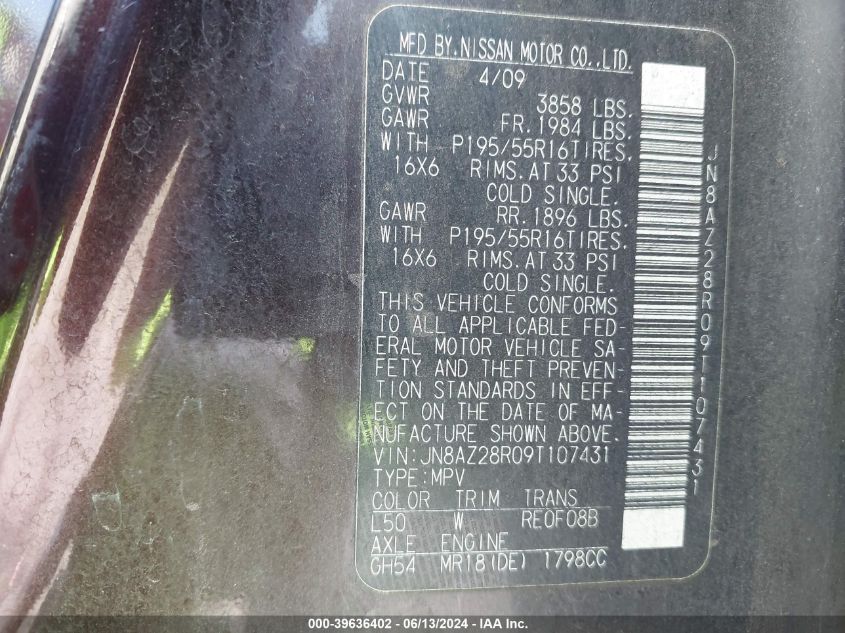 MFD BY.NISSAN MOTOR CO.,LTD.
DATE 4/09
GVWR 3858 LBS.
GAWR FR.1984 LBS.
WITH P195/55R16TIRES.
16X6 RIMS.AT 33 PSI
COLD SINGLE.
GAWR RR.1896 LBS.
WITH P195/55R16TIRES.
16X6 RIMS.AT 33 PSI
COLD SINGLE.
THIS VEHICLE CONFORMS
TO ALL APPLICABLE FED-
ERAL MOTOR VEHICLE SA-
FETY AND THEFT PREVEN-
TION STANDARDS IN EFF-
ECT ON THE DATE OF MA-
NUFACTURE SHOWN ABOVE.
VIN:JN8AZ28R09T107431
TYPE:MPV
COLOR TRIM TRANS
L50 W RE0F08B
AXLE ENGINE
GH54 MR18(DE) 1798CC
JN8AZ28R09T107431
000-39636402 - 06/13/2024 - IAA Inc.